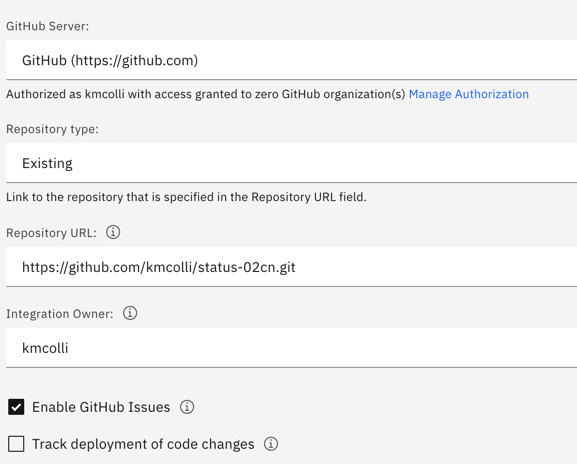 GitHub Server:
GitHub (https://github.com)
Authorized as kmcolli with access granted to zero GitHub organization(s) Manage Authorization
Repository type:
Existing
Link to the repository that is specified in the Repository URL field.
Repository URL:
https://github.com/kmcolli/status-02cn.git
Integration Owner:
kmcolli
Enable GitHub Issues
Track deployment of code changes